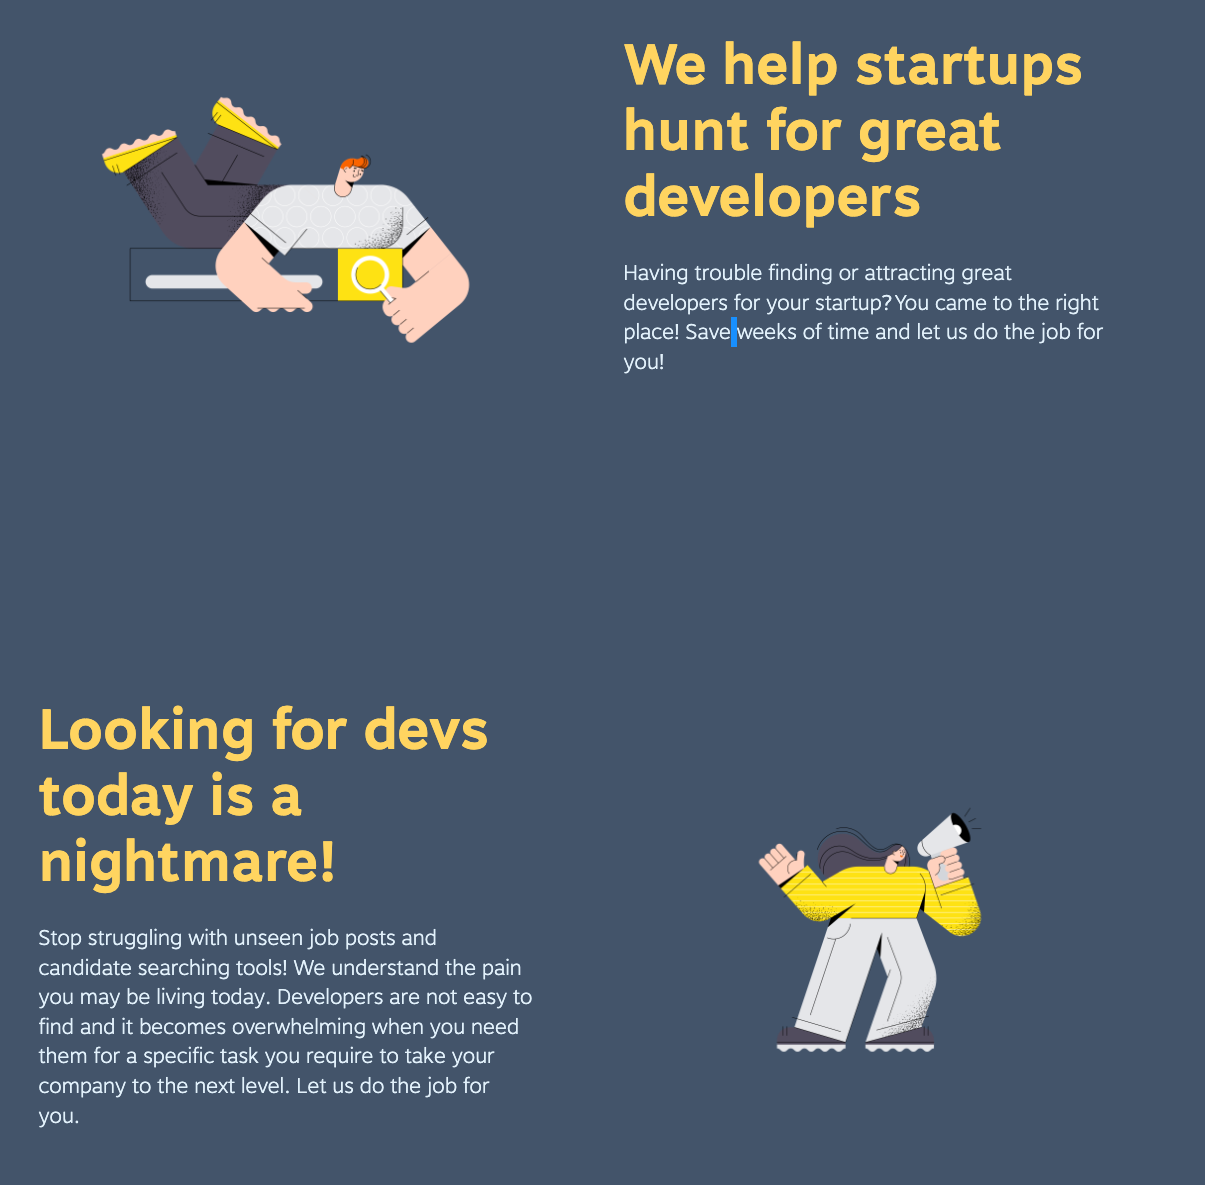 We help startups
hunt for great
developers
Having trouble finding or attracting great
developers for your startup? You came to the right
place! Save weeks of time and let us do the job for
you!
Looking for devs
today is a
nightmare!
Stop struggling with unseen job posts and
candidate searching tools! We understand the pain
you may be living today. Developers are not easy to
find and it becomes overwhelming when you need
them for a specific task you require to take your
company to the next level. Let us do the job for
you.